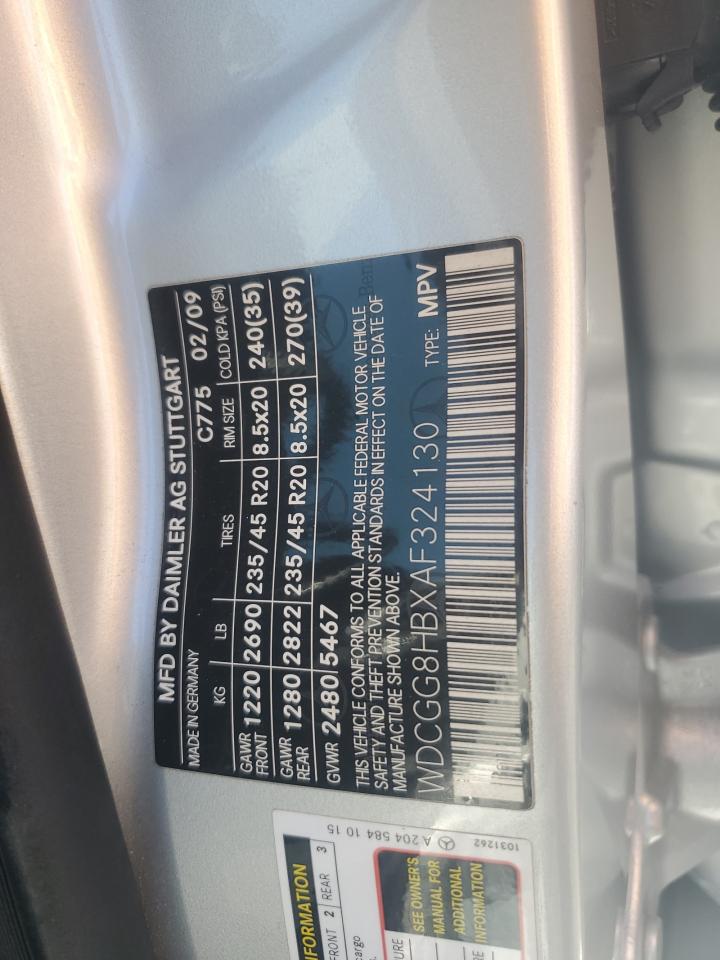 MFD BY DAIMLER AG STUTTGART
MADE IN GERMANY C775 02/09
KG LB TIRES RIM SIZE COLD KPA (PSI)
GAWR FRONT 1220 2690 235/45 R20 8.5x20 240(35)
GAWR REAR 1280 2822 235/45 R20 8.5x20 270(39)
GVWR 2480 5467
THIS VEHICLE CONFORMS TO ALL APPLICABLE FEDERAL MOTOR VEHICLE
SAFETY AND THEFT PREVENTION STANDARDS IN EFFECT ON THE DATE OF
MANUFACTURE SHOWN ABOVE.
WDCGG8HBXAF324130 TYPE: MPV
FRONT 2 REAR 3
cargo
SEE OWNER'S
MANUAL FOR
ADDITIONAL
INFORMATION
A 204 584 10 15
1031262